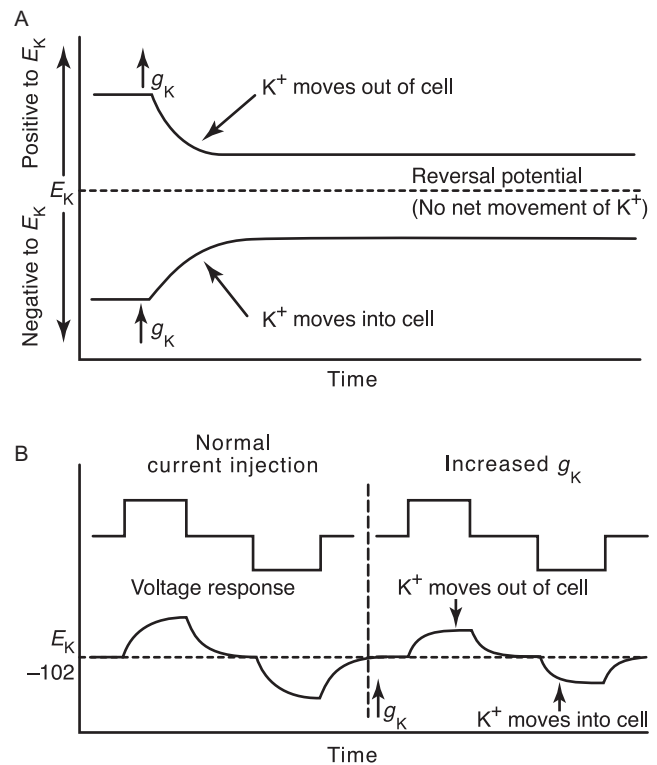 A
Positive to E_K
g_K
K⁺ moves out of cell
Reversal potential
E_K
(No net movement of K⁺)
Negative to E_K
K⁺ moves into cell
g_K
Time
B
Normal
current injection
Increased g_K
Voltage response
K⁺ moves out of cell
E_K
–102
g_K
K⁺ moves into cell
Time